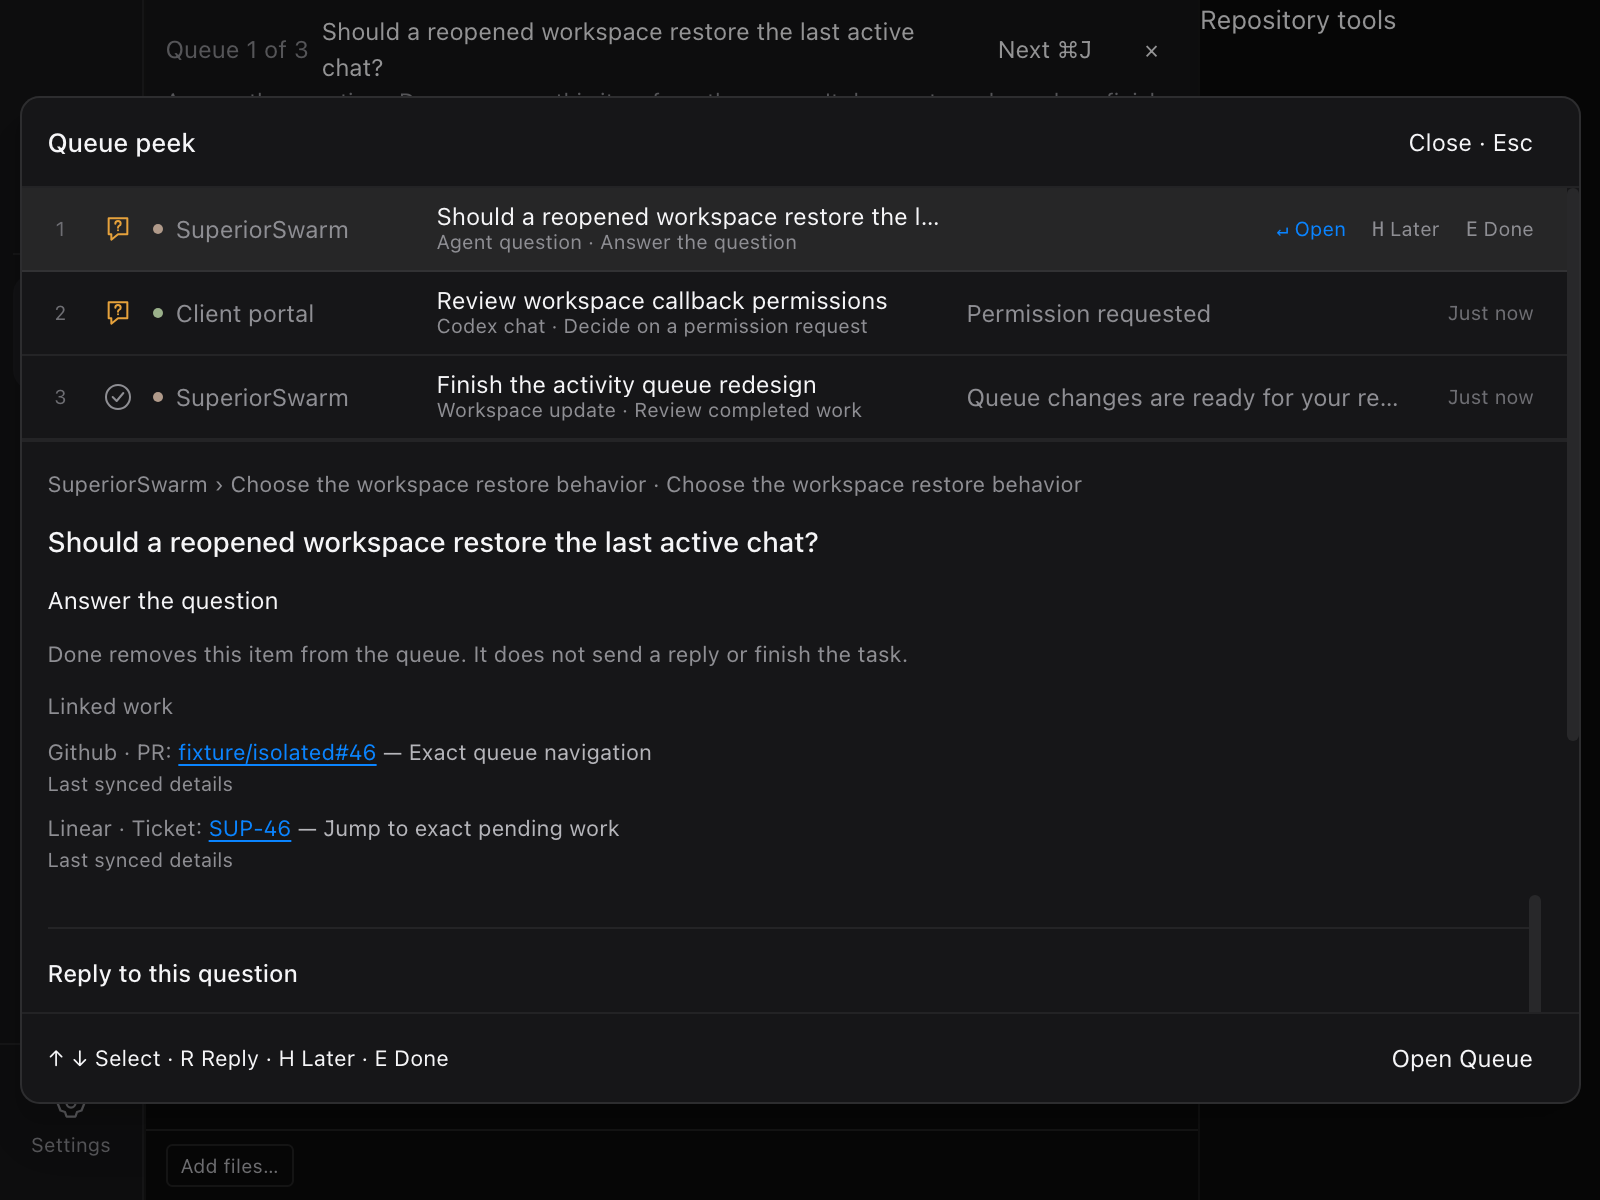 Queue 1 of 3
Should a reopened workspace restore the last active
chat?
Next ⌘J
×
Repository tools
Queue peek
Close · Esc
1
SuperiorSwarm
Should a reopened workspace restore the l…
Agent question · Answer the question
↵ Open
H Later
E Done
2
Client portal
Review workspace callback permissions
Codex chat · Decide on a permission request
Permission requested
Just now
3
SuperiorSwarm
Finish the activity queue redesign
Workspace update · Review completed work
Queue changes are ready for your re…
Just now
SuperiorSwarm › Choose the workspace restore behavior · Choose the workspace restore behavior
Should a reopened workspace restore the last active chat?
Answer the question
Done removes this item from the queue. It does not send a reply or finish the task.
Linked work
Github · PR: fixture/isolated#46 — Exact queue navigation
Last synced details
Linear · Ticket: SUP-46 — Jump to exact pending work
Last synced details
Reply to this question
↑ ↓ Select · R Reply · H Later · E Done
Open Queue
Settings
Add files…